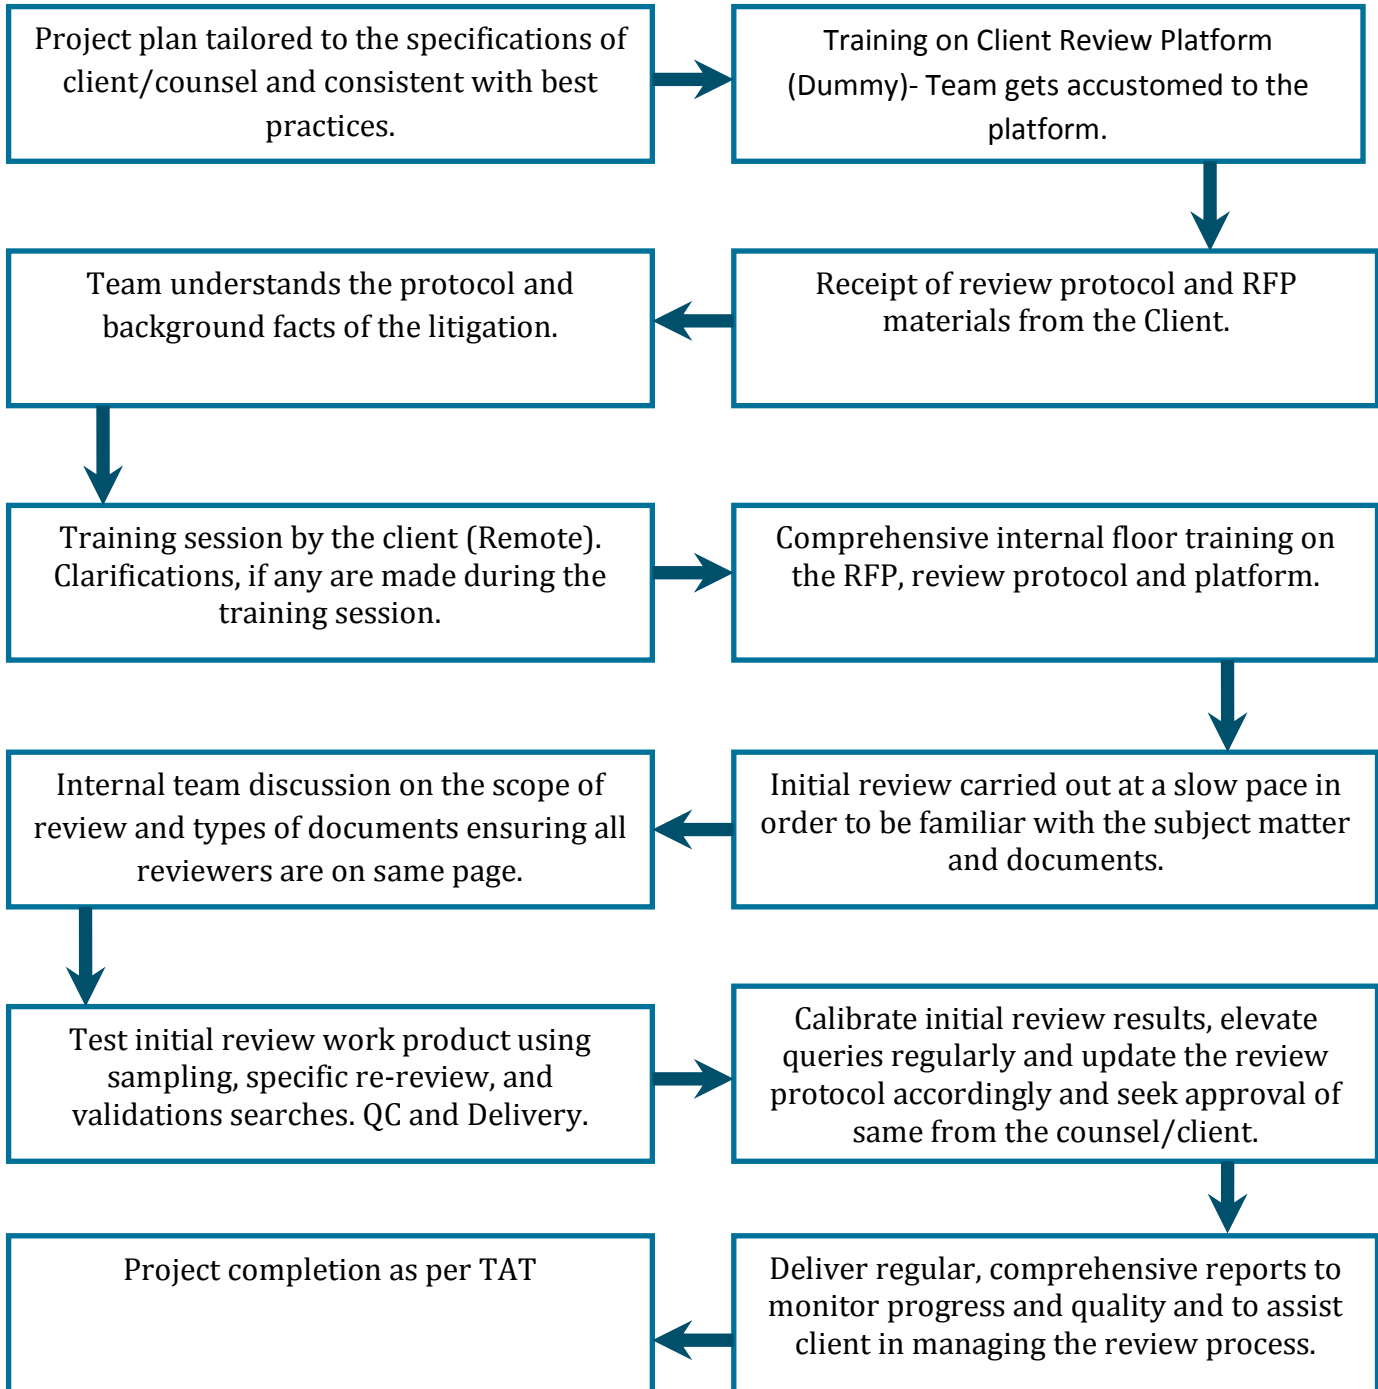 Project plan tailored to the specifications of
client/counsel and consistent with best
practices.
Training on Client Review Platform
(Dummy)- Team gets accustomed to the
platform.
Receipt of review protocol and RFP
materials from the Client.
Team understands the protocol and
background facts of the litigation.
Training session by the client (Remote).
Clarifications, if any are made during the
training session.
Comprehensive internal floor training on
the RFP, review protocol and platform.
Initial review carried out at a slow pace in
order to be familiar with the subject matter
and documents.
Internal team discussion on the scope of
review and types of documents ensuring all
reviewers are on same page.
Test initial review work product using
sampling, specific re-review, and
validations searches. QC and Delivery.
Calibrate initial review results, elevate
queries regularly and update the review
protocol accordingly and seek approval of
same from the counsel/client.
Deliver regular, comprehensive reports to
monitor progress and quality and to assist
client in managing the review process.
Project completion as per TAT